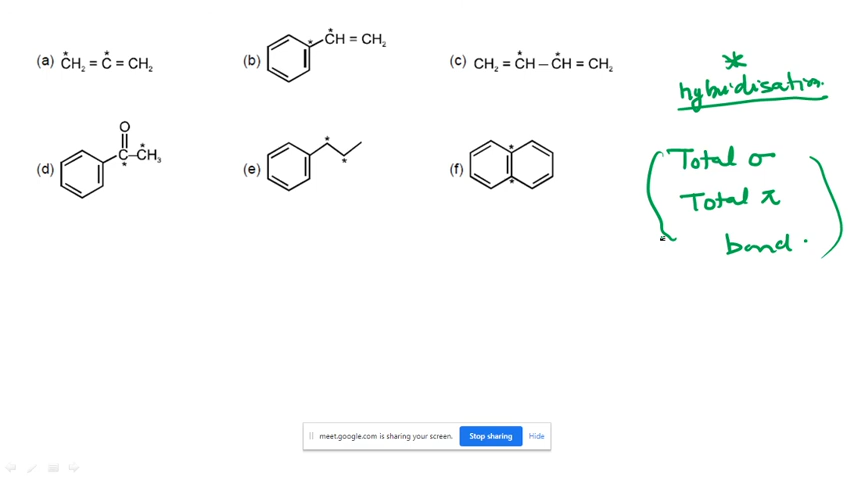 (a) *CH₂ = *C = CH₂
(b) * *CH = CH₂
(c) CH₂ = *CH – *CH = CH₂
*
hybridisation
(d) O
*C–*CH₃
(e) * *
(f) * *
Total σ
Total π
bond.
meet.google.com is sharing your screen. Stop sharing Hide